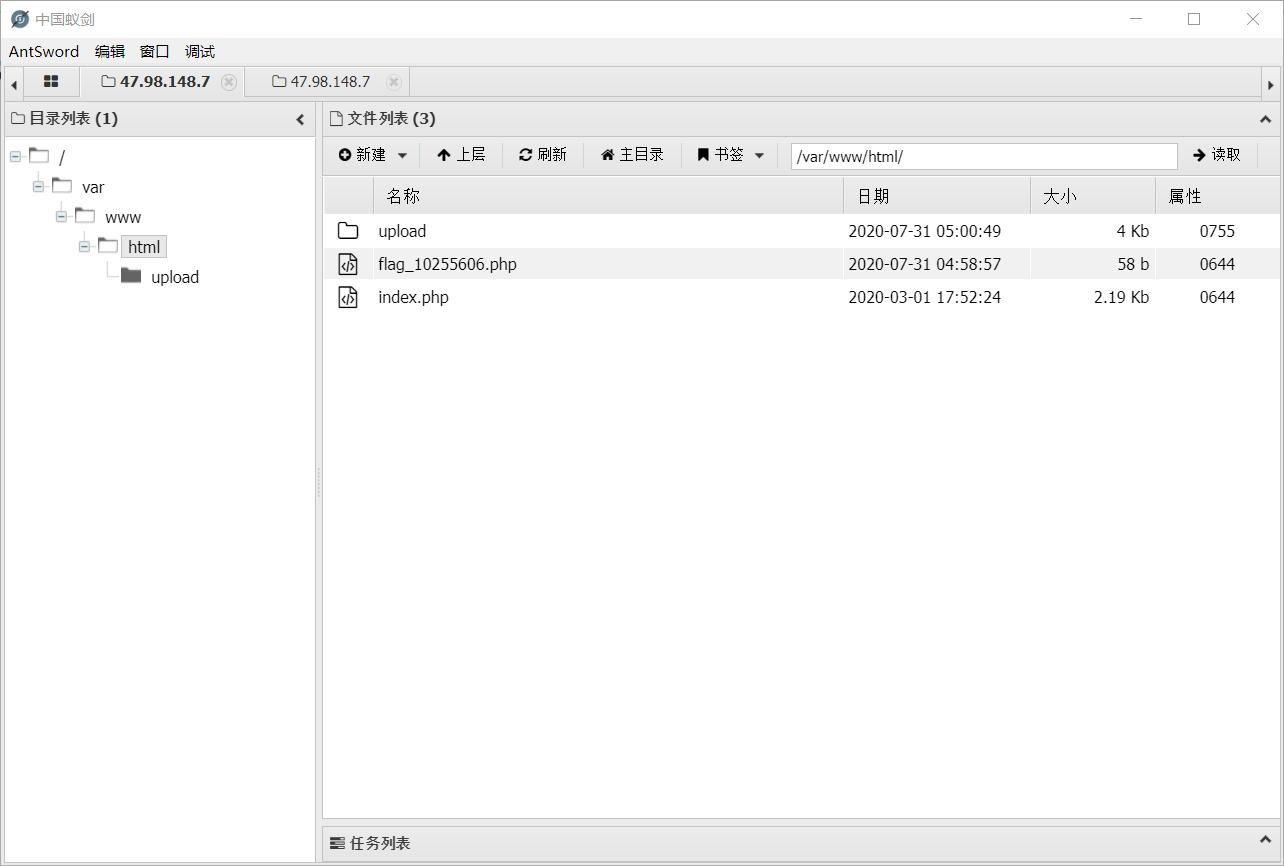 中国蚁剑
AntSword 编辑 窗口 调试
47.98.148.7 47.98.148.7
目录列表 (1)
/
var
www
html
upload
文件列表 (3)
新建 上层 刷新 主目录 书签 /var/www/html/ 读取
名称 日期 大小 属性
upload 2020-07-31 05:00:49 4 Kb 0755
flag_10255606.php 2020-07-31 04:58:57 58 b 0644
index.php 2020-03-01 17:52:24 2.19 Kb 0644
任务列表